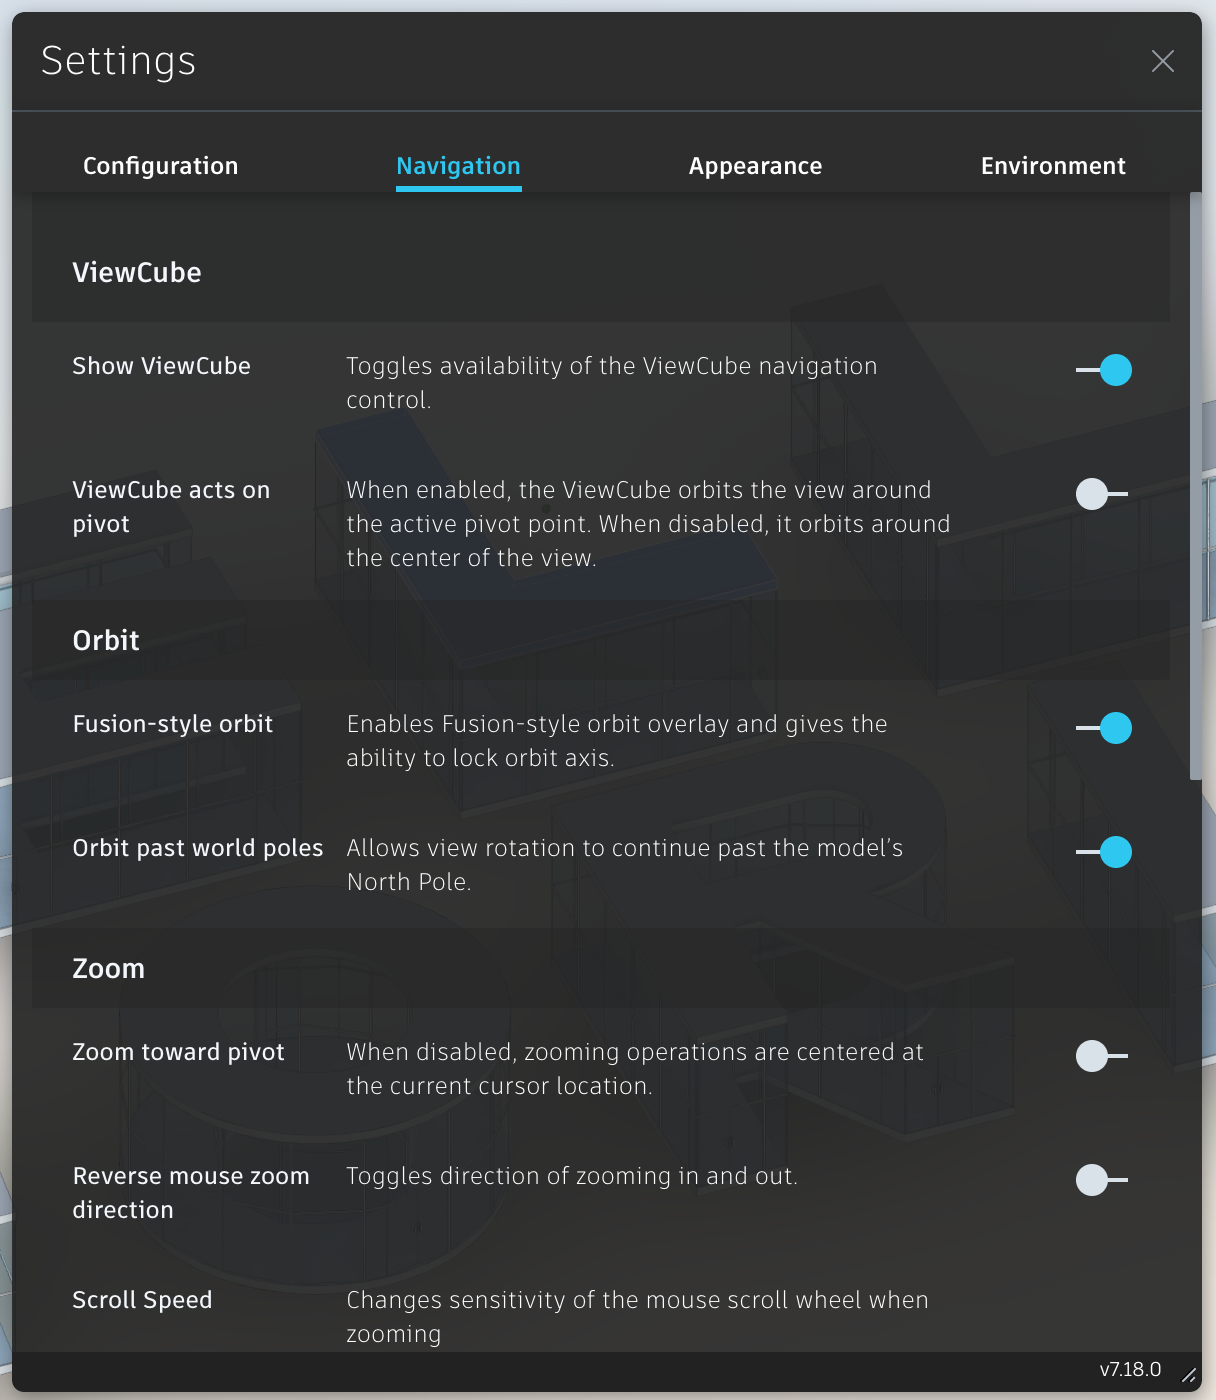 Settings
Configuration
Navigation
Appearance
Environment
ViewCube
Show ViewCube
Toggles availability of the ViewCube navigation
control.
ViewCube acts on
pivot
When enabled, the ViewCube orbits the view around
the active pivot point. When disabled, it orbits around
the center of the view.
Orbit
Fusion-style orbit
Enables Fusion-style orbit overlay and gives the
ability to lock orbit axis.
Orbit past world poles
Allows view rotation to continue past the model’s
North Pole.
Zoom
Zoom toward pivot
When disabled, zooming operations are centered at
the current cursor location.
Reverse mouse zoom
direction
Toggles direction of zooming in and out.
Scroll Speed
Changes sensitivity of the mouse scroll wheel when
zooming
v7.18.0